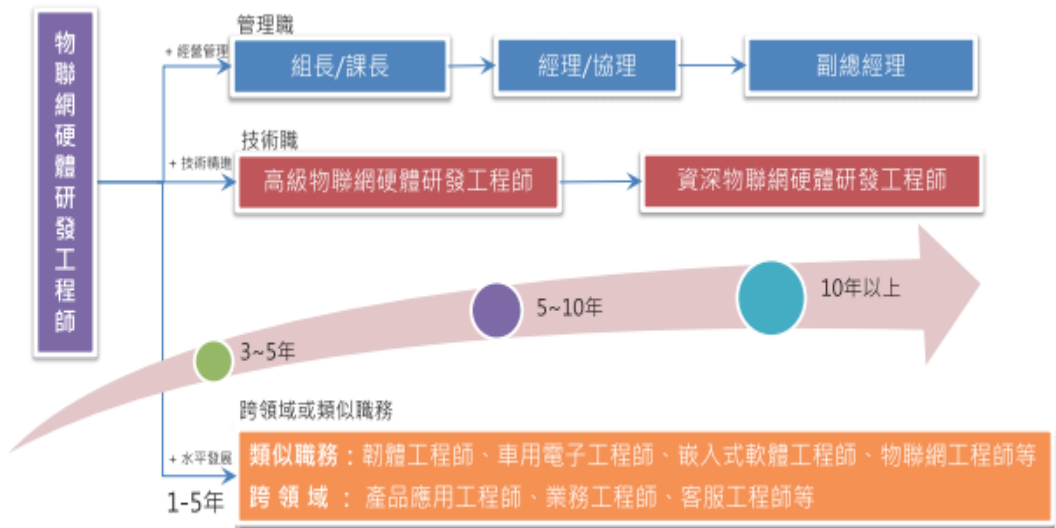 物聯網硬體研發工程師
管理職
+ 經營管理
組長/課長
經理/協理
副總經理
技術職
+ 技術精進
高級物聯網硬體研發工程師
資深物聯網硬體研發工程師
10年以上
5~10年
3~5年
跨領域或類似職務
+ 水平發展
1-5年
類似職務：韌體工程師、車用電子工程師、嵌入式軟體工程師、物聯網工程師等
跨 領 域 ： 產品應用工程師、業務工程師、客服工程師等